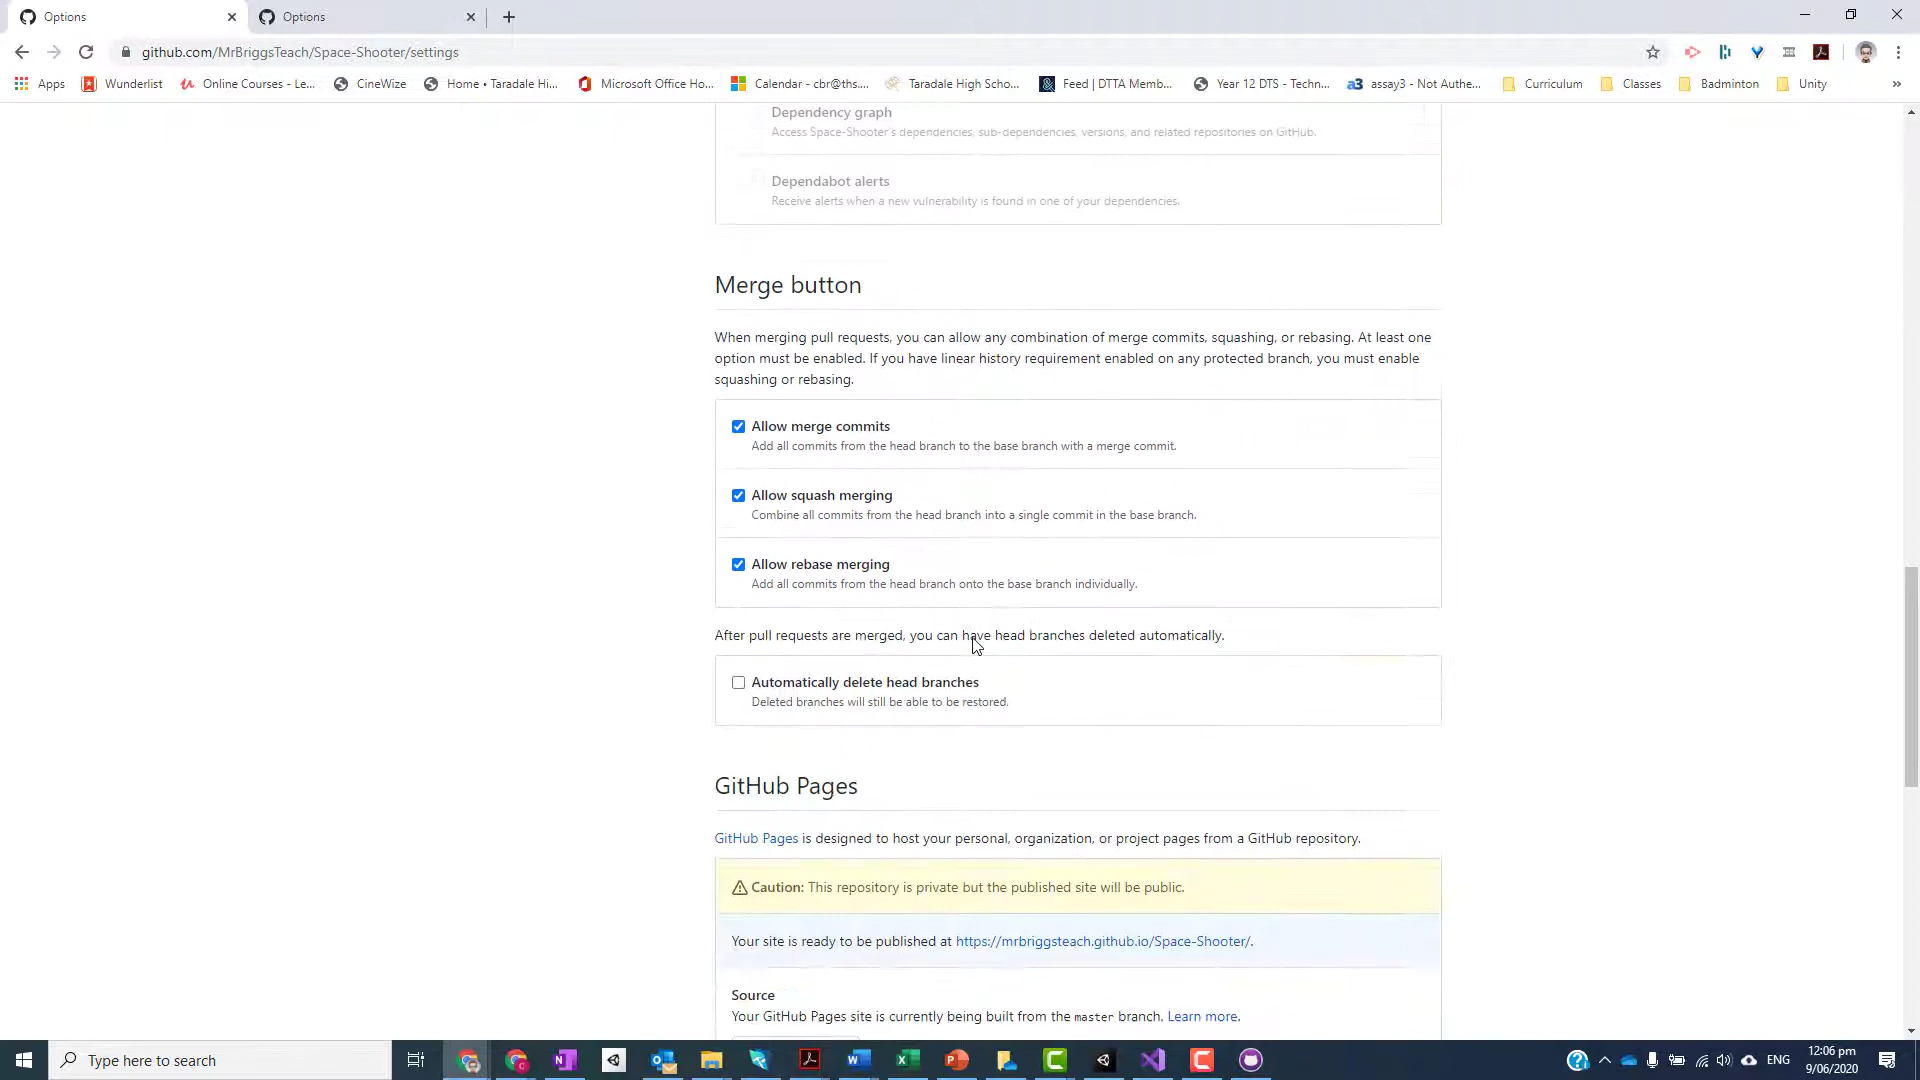 Options
Options
github.com/MrBriggsTeach/Space-Shooter/settings
Apps Wunderlist Online Courses - Le... CineWize Home • Taradale Hi... Microsoft Office Ho... Calendar - cbr@ths.... Taradale High Scho... Feed | DTTA Memb... Year 12 DTS - Techn... assay3 - Not Authe... Curriculum Classes Badminton Unity »
Dependency graph
Access Space-Shooter's dependencies, sub-dependencies, versions, and related repositories on GitHub.
Dependabot alerts
Receive alerts when a new vulnerability is found in one of your dependencies.
Merge button
When merging pull requests, you can allow any combination of merge commits, squashing, or rebasing. At least one
option must be enabled. If you have linear history requirement enabled on any protected branch, you must enable
squashing or rebasing.
Allow merge commits
Add all commits from the head branch to the base branch with a merge commit.
Allow squash merging
Combine all commits from the head branch into a single commit in the base branch.
Allow rebase merging
Add all commits from the head branch onto the base branch individually.
After pull requests are merged, you can have head branches deleted automatically.
Automatically delete head branches
Deleted branches will still be able to be restored.
GitHub Pages
GitHub Pages is designed to host your personal, organization, or project pages from a GitHub repository.
Caution: This repository is private but the published site will be public.
Your site is ready to be published at https://mrbriggsteach.github.io/Space-Shooter/.
Source
Your GitHub Pages site is currently being built from the master branch. Learn more.
Type here to search
ENG
12:06 pm
9/06/2020